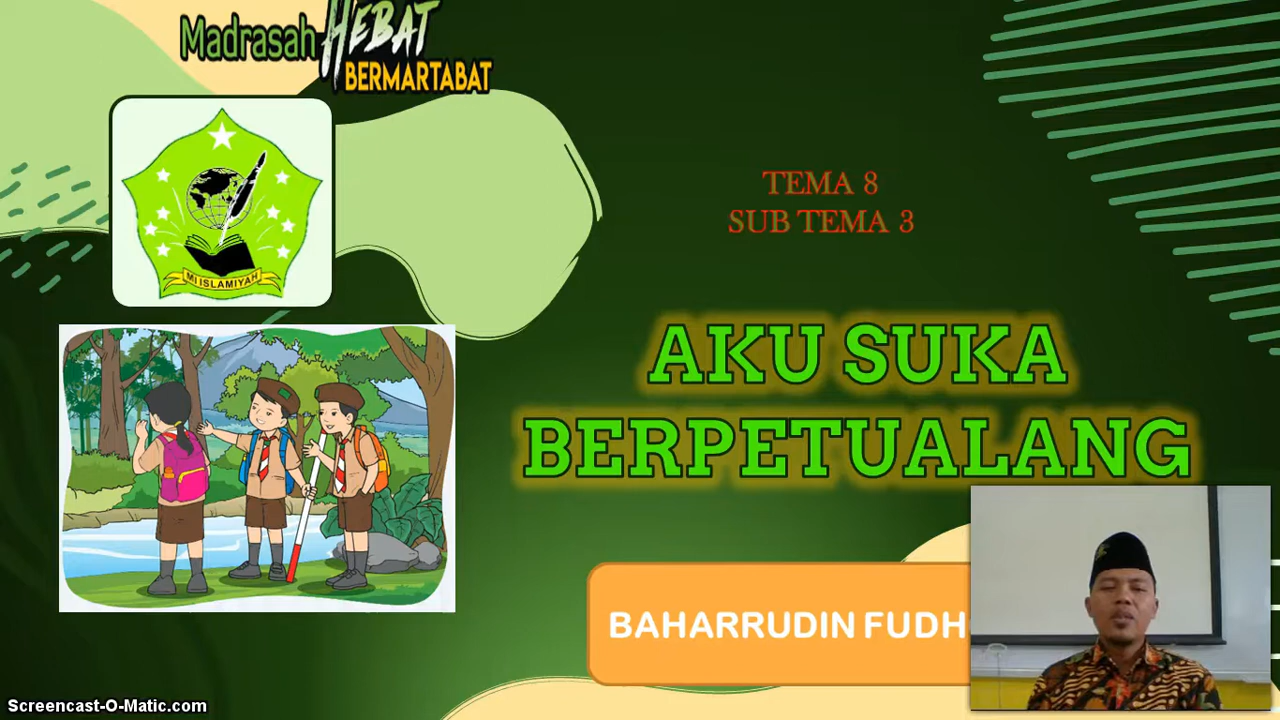 Madrasah HEBAT
BERMARTABAT
MI ISLAMIYAH
TEMA 8
SUB TEMA 3
AKU SUKA
BERPETUALANG
BAHARRUDIN FUDH
Screencast-O-Matic.com